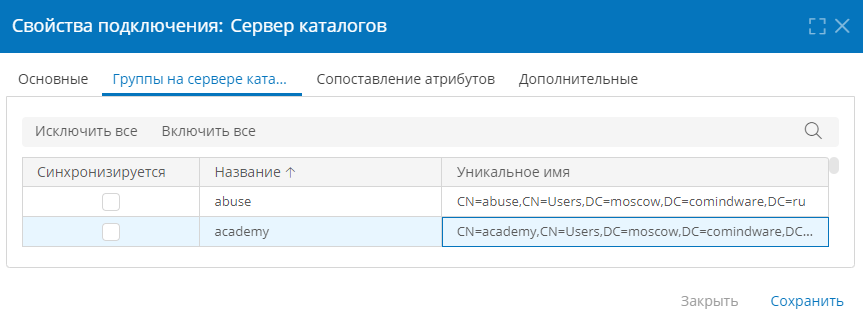 Свойства подключения: Сервер каталогов
Основные Группы на сервере ката... Сопоставление атрибутов Дополнительные
Исключить все Включить все
Синхронизируется Название ↑ Уникальное имя
abuse CN=abuse,CN=Users,DC=moscow,DC=comindware,DC=ru
academy CN=academy,CN=Users,DC=moscow,DC=comindware,DC...
Закрыть Сохранить